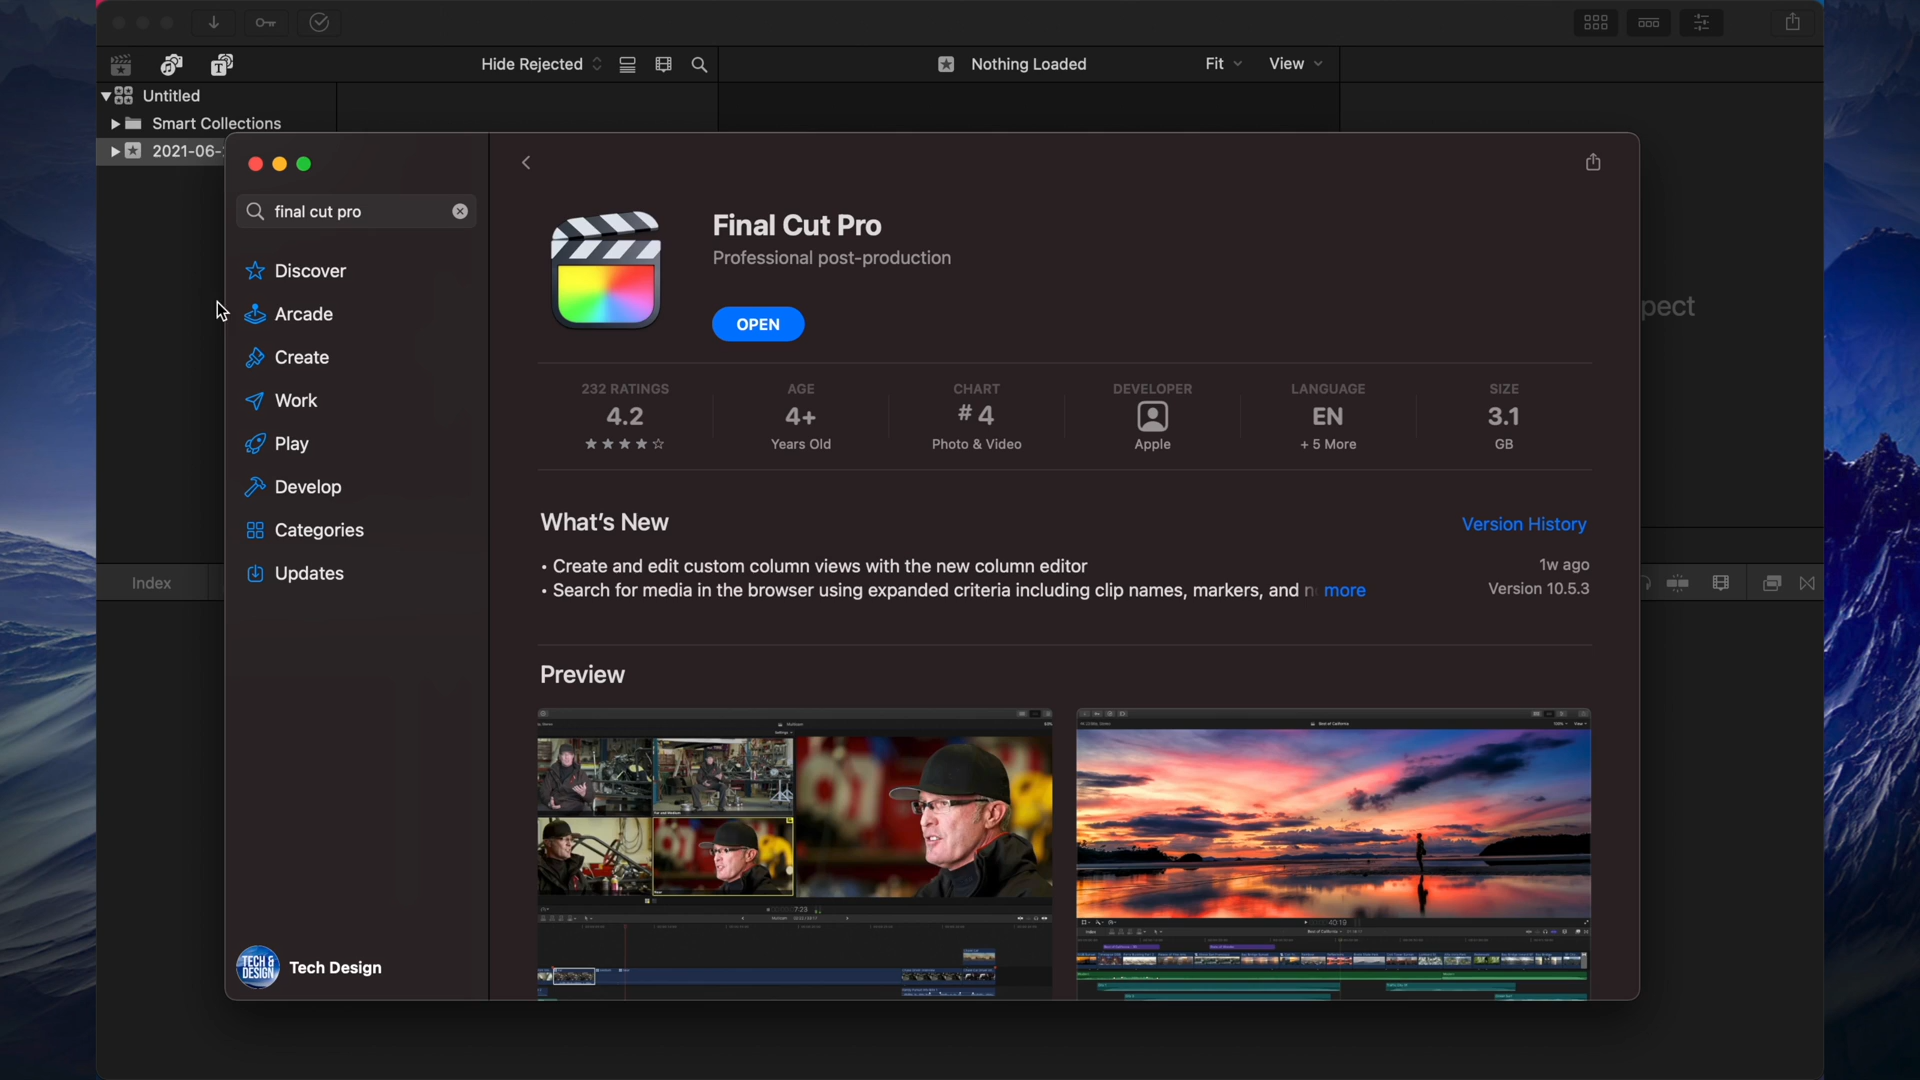 Hide Rejected
Nothing Loaded
Fit
View
Untitled
Smart Collections
2021-06-
pect
Index
final cut pro
Discover
Arcade
Create
Work
Play
Develop
Categories
Updates
TECH &
DESIGN
Tech Design
Final Cut Pro
Professional post-production
OPEN
232 RATINGS
4.2
AGE
4+
Years Old
CHART
#4
Photo & Video
DEVELOPER
Apple
LANGUAGE
EN
+ 5 More
SIZE
3.1
GB
What's New
Version History
• Create and edit custom column views with the new column editor
• Search for media in the browser using expanded criteria including clip names, markers, and n more
1w ago
Version 10.5.3
Preview